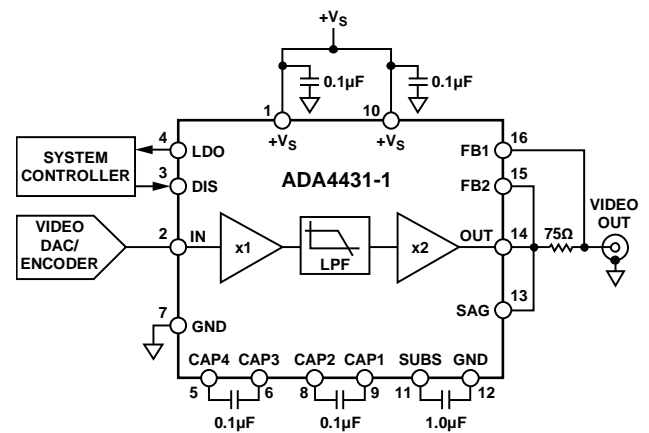 +VS
0.1µF
0.1µF
1
10
+VS
+VS
4
LDO
SYSTEM
CONTROLLER
3
DIS
ADA4431-1
FB1
16
FB2
15
VIDEO
OUT
VIDEO
DAC/
ENCODER
2
IN
x1
LPF
x2
OUT
14
75Ω
SAG
13
7
GND
CAP4
CAP3
CAP2
CAP1
SUBS
GND
5
6
8
9
11
12
0.1µF
0.1µF
1.0µF